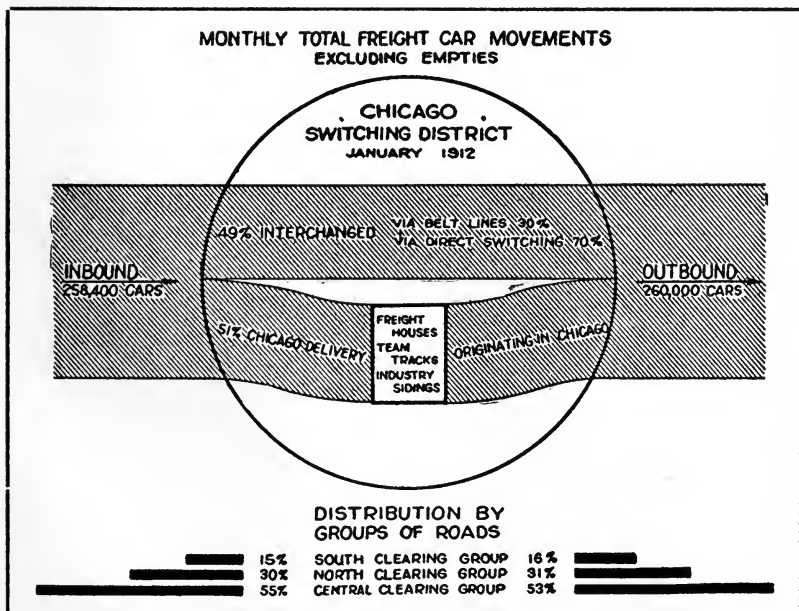 MONTHLY TOTAL FREIGHT CAR MOVEMENTS
EXCLUDING EMPTIES
CHICAGO
SWITCHING DISTRICT
JANUARY 1912
49% INTERCHANGED
VIA BELT LINES 30%
VIA DIRECT SWITCHING 70%
INBOUND
258,400 CARS
OUTBOUND
260,000 CARS
51% CHICAGO DELIVERY
FREIGHT
HOUSES
TEAM
TRACKS
INDUSTRY
SIDINGS
ORIGINATING IN CHICAGO
DISTRIBUTION BY
GROUPS OF ROADS
15% SOUTH CLEARING GROUP 16%
30% NORTH CLEARING GROUP 31%
55% CENTRAL CLEARING GROUP 53%